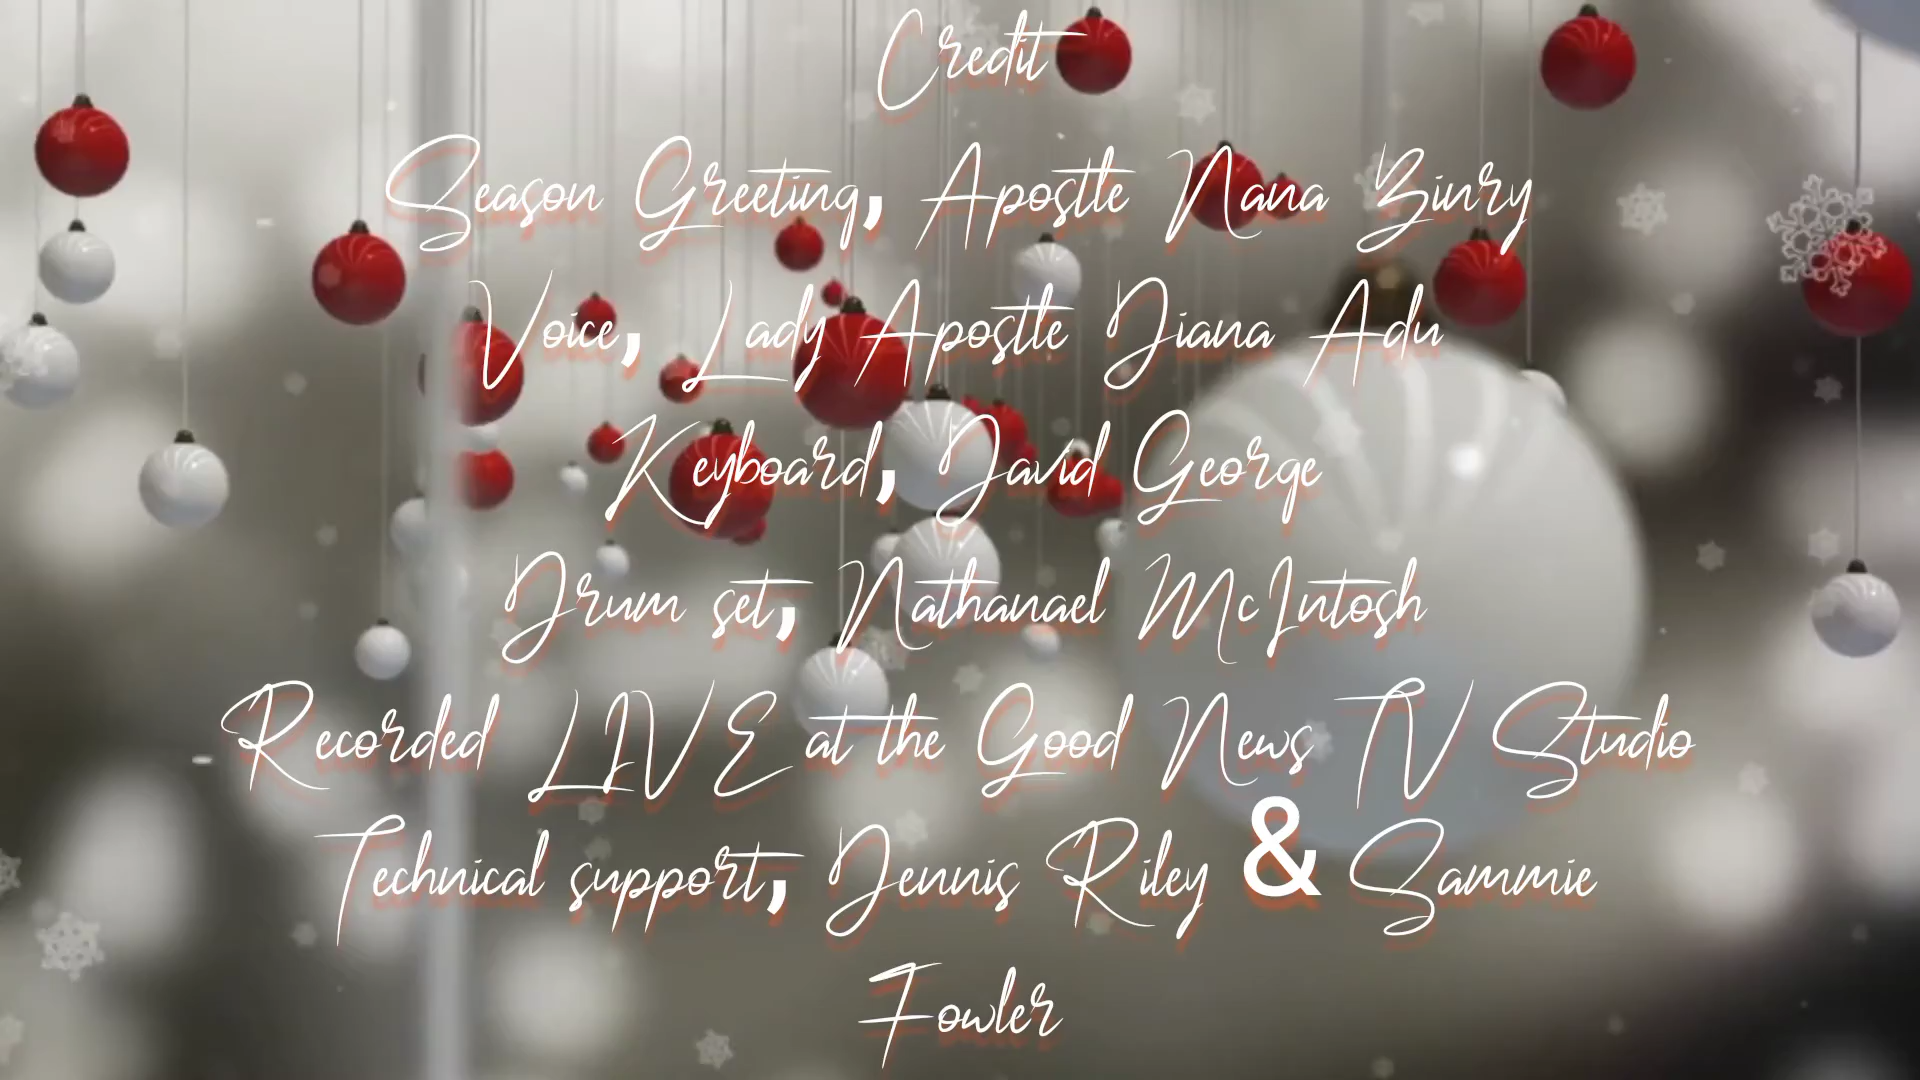 Credit
Season Greeting, Apostle Nana Binry
Voice, Lady Apostle Diana Adu
Keyboard, David George
Drum set, Nathanael McIntosh
Recorded LIVE at the Good News TV Studio
Technical support, Dennis Riley & Sammie
Fowler